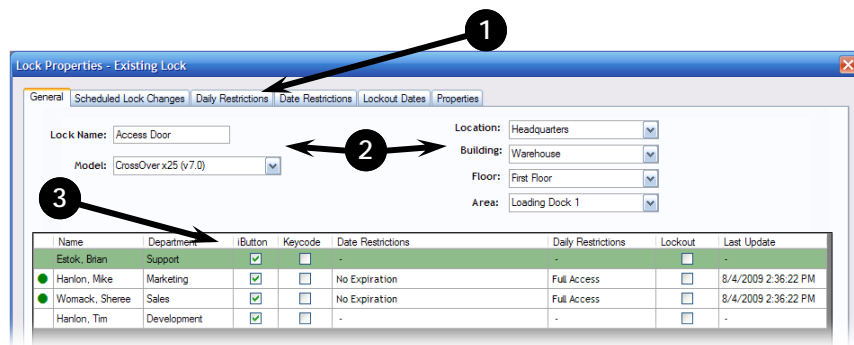 1
Lock Properties - Existing Lock
General Scheduled Lock Changes Daily Restrictions Date Restrictions Lockout Dates Properties
Lock Name: Access Door Location: Headquarters
2
Building: Warehouse
Model: CrossOver x25 (v7.0)
Floor: First Floor
3
Area: Loading Dock 1
Name Department iButton Keycode Date Restrictions Daily Restrictions Lockout Last Update
Estok, Brian Support - - -
Hanlon, Mike Marketing No Expiration Full Access 8/4/2009 2:36:22 PM
Womack, Sheree Sales No Expiration Full Access 8/4/2009 2:36:22 PM
Hanlon, Tim Development - - -